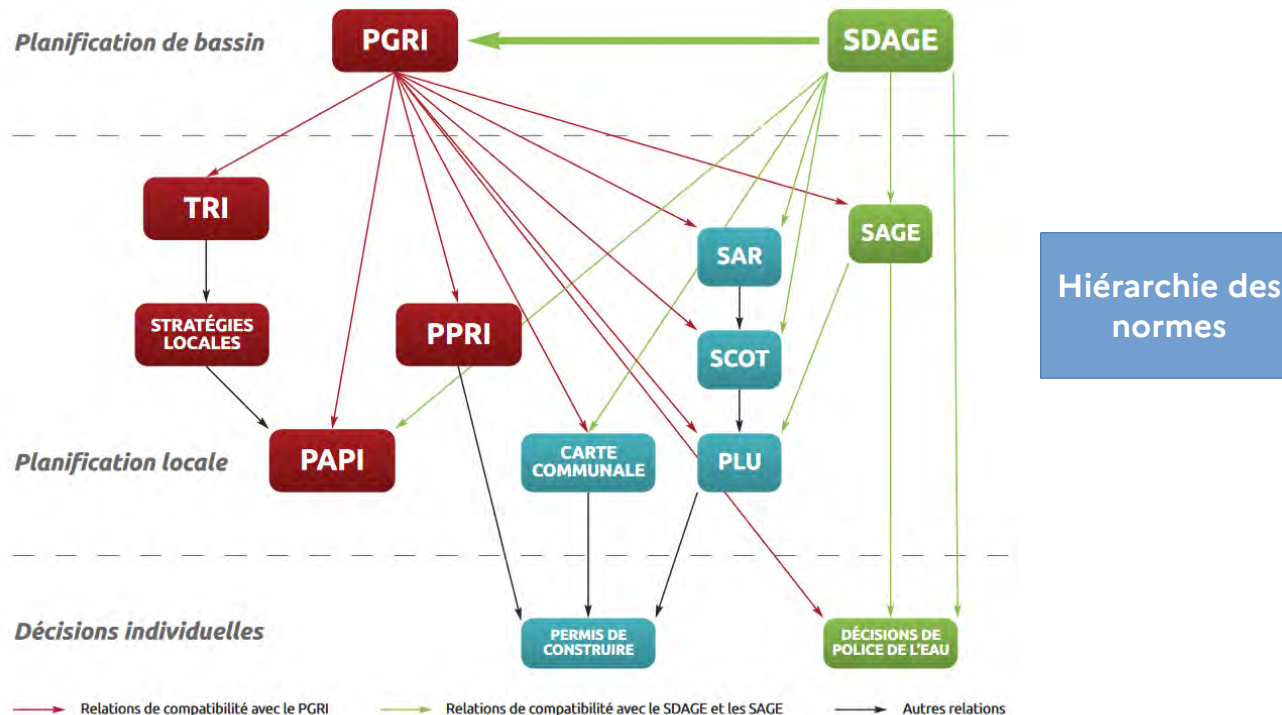 Planification de bassin
PGRI
SDAGE
TRI
SAGE
SAR
STRATÉGIES
LOCALES
PPRI
SCOT
Hiérarchie des
normes
Planification locale
PAPI
CARTE
COMMUNALE
PLU
Décisions individuelles
PERMIS DE
CONSTRUIRE
DÉCISIONS DE
POLICE DE L'EAU
Relations de compatibilité avec le PGRI
Relations de compatibilité avec le SDAGE et les SAGE
Autres relations